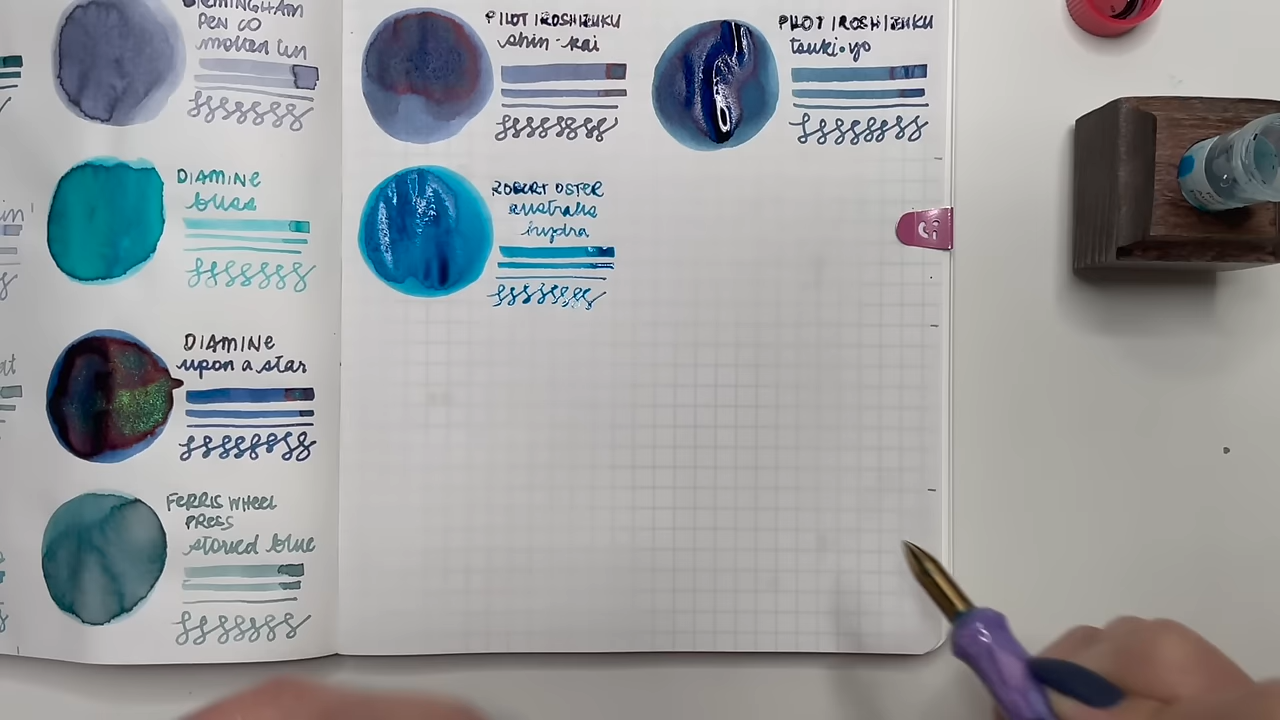 BIRMINGHAM
PEN CO
molten tin
DIAMINE
bliss
DIAMINE
upon a star
FERRIS WHEEL
PRESS
storied blue
PILOT IROSHIZUKU
shin-kai
PILOT IROSHIZUKU
tsuki-yo
ROBERT OSTER
australis
hydra